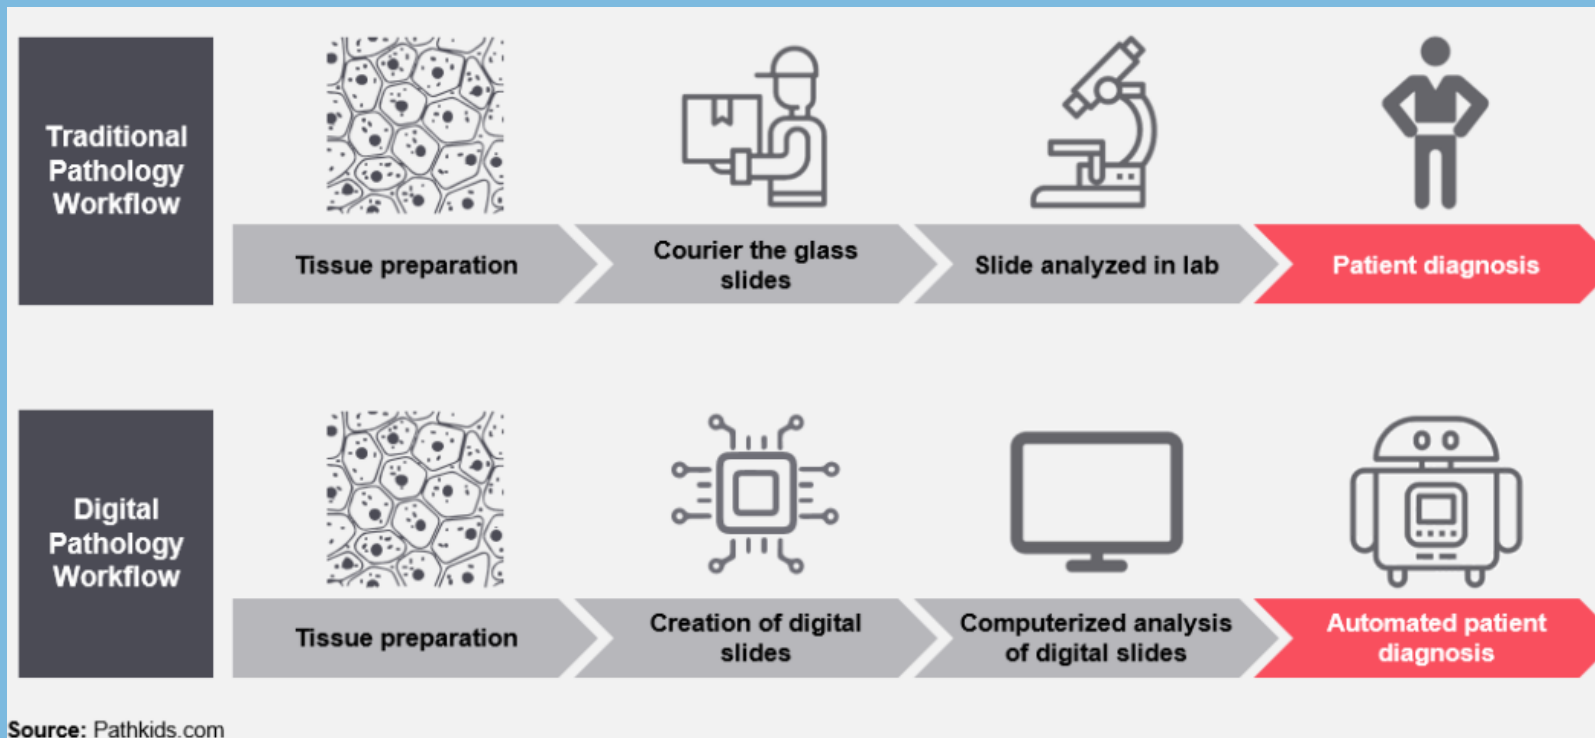 Traditional
Pathology
Workflow
Tissue preparation
Courier the glass
slides
Slide analyzed in lab
Patient diagnosis
Digital
Pathology
Workflow
Tissue preparation
Creation of digital
slides
Computerized analysis
of digital slides
Automated patient
diagnosis
Source: Pathkids.com